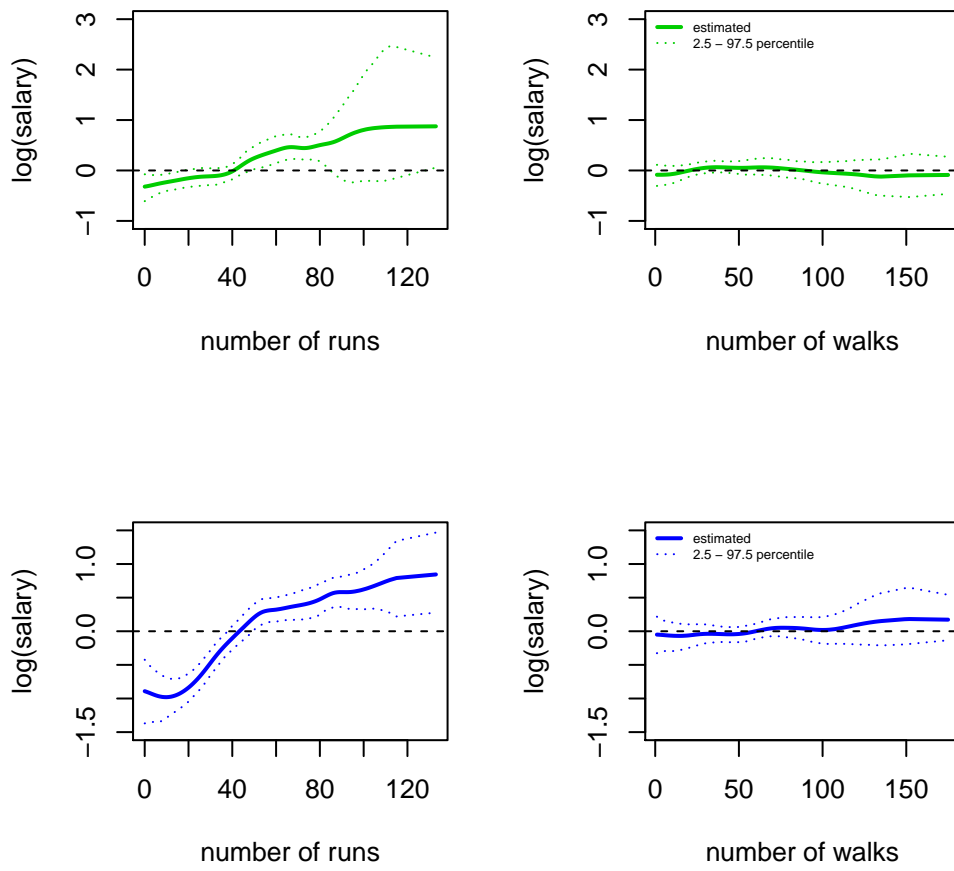 3
2
1
0
−1
log(salary)
0
40
80
120
number of runs
3
2
1
0
−1
log(salary)
estimated
2.5 − 97.5 percentile
0
50
100
150
number of walks
1.0
0.0
−1.5
log(salary)
0
40
80
120
number of runs
1.0
0.0
−1.5
log(salary)
estimated
2.5 − 97.5 percentile
0
50
100
150
number of walks